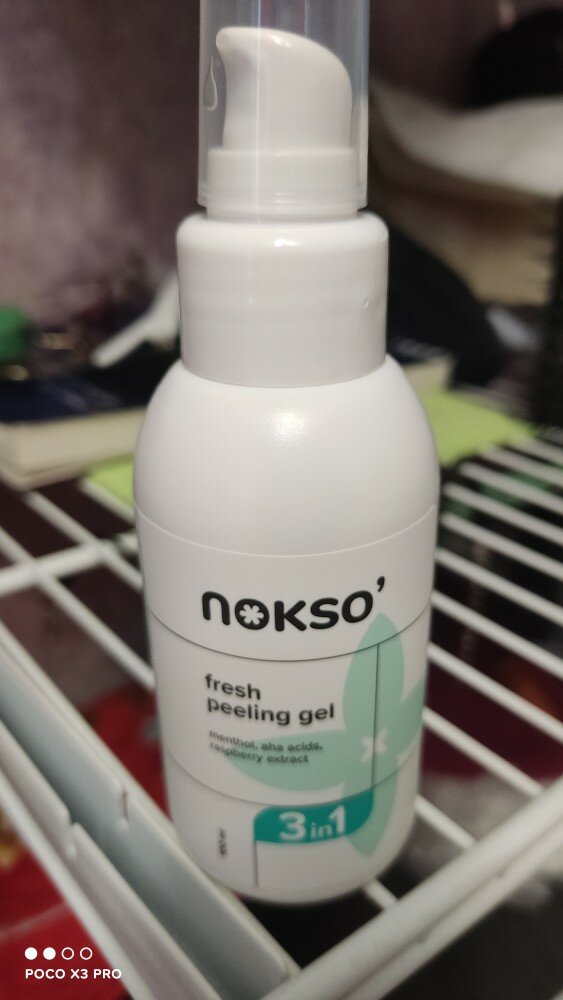 nokso’
fresh
peeling gel
menthol, aha acids,
raspberry extract
3in1
POCO X3 PRO